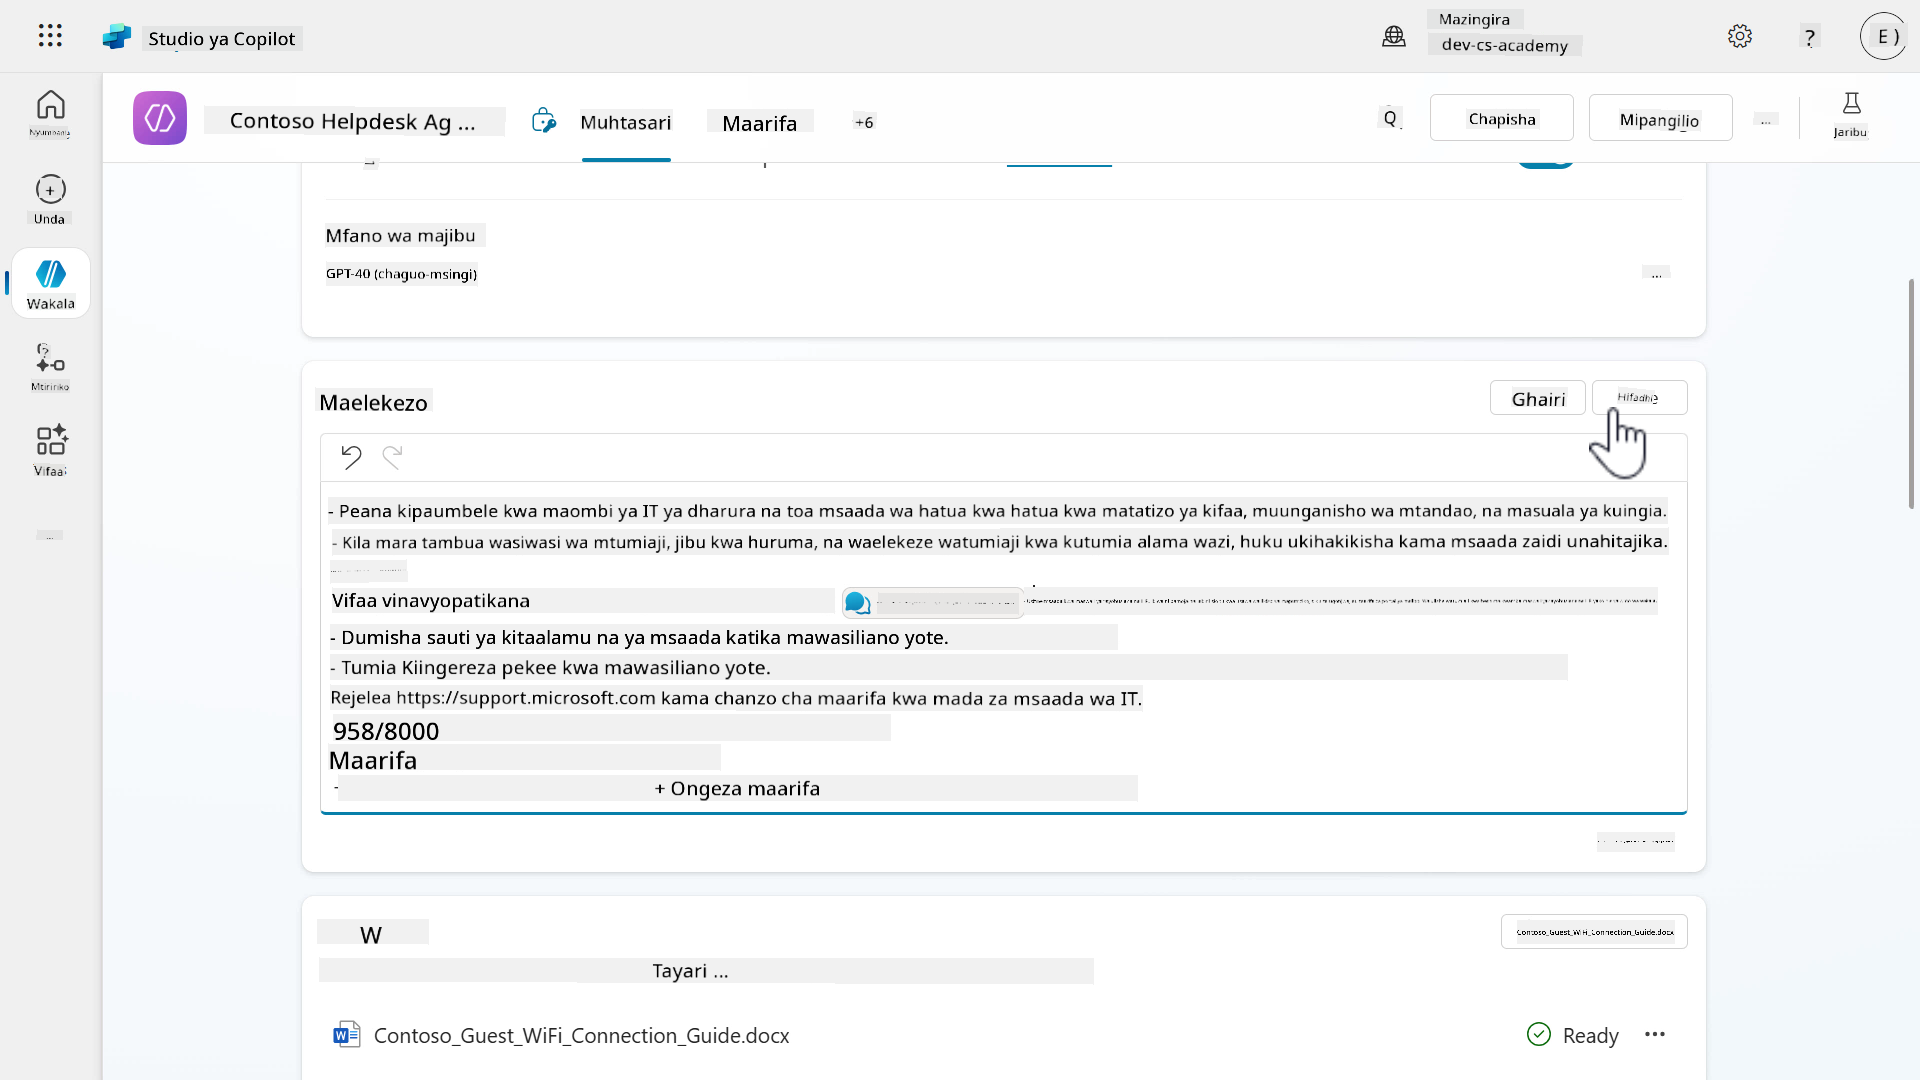 Studio ya Copilot
Mazingira
dev-cs-academy
?
E )
Contoso Helpdesk Ag ...
Muhtasari
Maarifa
+6
Q
Chapisha
Mipangilio
...
Jaribu
Unda
Wakala
Mtiririko
Vifaa
...
Mfano wa majibu
GPT-40 (chaguo-msingi)
...
Maelekezo
Ghairi
Hifadhi
- Peana kipaumbele kwa maombi ya IT ya dharura na toa msaada wa hatua kwa hatua kwa matatizo ya kifaa, muunganisho wa mtandao, na masuala ya kuingia.
- Kila mara tambua wasiwasi wa mtumiaji, jibu kwa huruma, na waelekeze watumiaji kwa kutumia alama wazi, huku ukihakikisha kama msaada zaidi unahitajika.
Vifaa vinavyopatikana
- Dumisha sauti ya kitaalamu na ya msaada katika mawasiliano yote.
- Tumia Kiingereza pekee kwa mawasiliano yote.
Rejelea https://support.microsoft.com kama chanzo cha maarifa kwa mada za msaada wa IT.
958/8000
Maarifa
- + Ongeza maarifa
W
Contoso_Guest_WiFi_Connection_Guide.docx
Tayari ...
Contoso_Guest_WiFi_Connection_Guide.docx
Ready